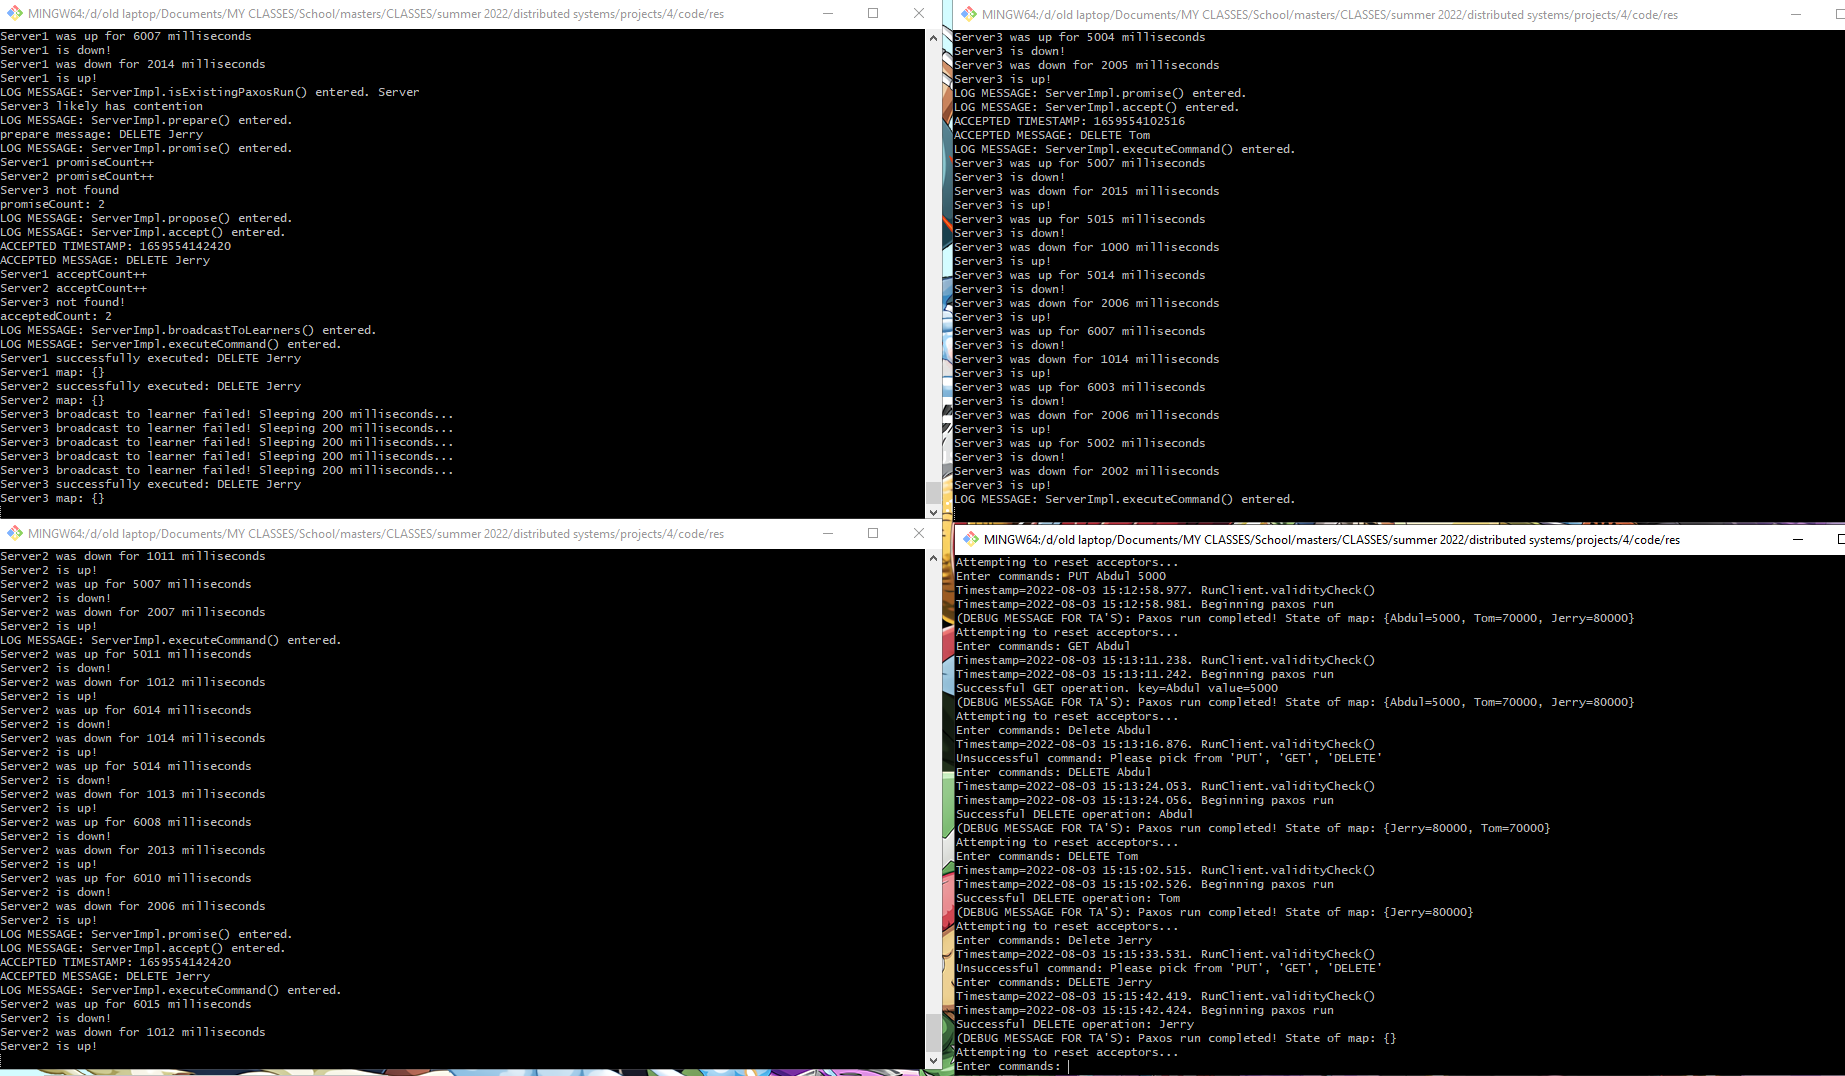 MINGW64:/d/old laptop/Documents/MY CLASSES/School/masters/CLASSES/summer 2022/distributed systems/projects/4/code/res
Server1 was up for 6007 milliseconds
Server1 is down!
Server1 was down for 2014 milliseconds
Server1 is up!
LOG MESSAGE: ServerImpl.isExistingPaxosRun() entered. Server
Server3 likely has contention
LOG MESSAGE: ServerImpl.prepare() entered.
prepare message: DELETE Jerry
LOG MESSAGE: ServerImpl.promise() entered.
Server1 promiseCount++
Server2 promiseCount++
Server3 not found
promiseCount: 2
LOG MESSAGE: ServerImpl.propose() entered.
LOG MESSAGE: ServerImpl.accept() entered.
ACCEPTED TIMESTAMP: 1659554142420
ACCEPTED MESSAGE: DELETE Jerry
Server1 acceptCount++
Server2 acceptCount++
Server3 not found!
acceptedCount: 2
LOG MESSAGE: ServerImpl.broadcastToLearners() entered.
LOG MESSAGE: ServerImpl.executeCommand() entered.
Server1 successfully executed: DELETE Jerry
Server1 map: {}
Server2 successfully executed: DELETE Jerry
Server2 map: {}
Server3 broadcast to learner failed! Sleeping 200 milliseconds...
Server3 broadcast to learner failed! Sleeping 200 milliseconds...
Server3 broadcast to learner failed! Sleeping 200 milliseconds...
Server3 broadcast to learner failed! Sleeping 200 milliseconds...
Server3 broadcast to learner failed! Sleeping 200 milliseconds...
Server3 successfully executed: DELETE Jerry
Server3 map: {}
MINGW64:/d/old laptop/Documents/MY CLASSES/School/masters/CLASSES/summer 2022/distributed systems/projects/4/code/res
Server3 was up for 5004 milliseconds
Server3 is down!
Server3 was down for 2005 milliseconds
Server3 is up!
LOG MESSAGE: ServerImpl.promise() entered.
LOG MESSAGE: ServerImpl.accept() entered.
ACCEPTED TIMESTAMP: 1659554102516
ACCEPTED MESSAGE: DELETE Tom
LOG MESSAGE: ServerImpl.executeCommand() entered.
Server3 was up for 5007 milliseconds
Server3 is down!
Server3 was down for 2015 milliseconds
Server3 is up!
Server3 was up for 5015 milliseconds
Server3 is down!
Server3 was down for 1000 milliseconds
Server3 is up!
Server3 was up for 5014 milliseconds
Server3 is down!
Server3 was down for 2006 milliseconds
Server3 is up!
Server3 was up for 6007 milliseconds
Server3 is down!
Server3 was down for 1014 milliseconds
Server3 is up!
Server3 was up for 6003 milliseconds
Server3 is down!
Server3 was down for 2006 milliseconds
Server3 is up!
Server3 was up for 5002 milliseconds
Server3 is down!
Server3 was down for 2002 milliseconds
Server3 is up!
LOG MESSAGE: ServerImpl.executeCommand() entered.
MINGW64:/d/old laptop/Documents/MY CLASSES/School/masters/CLASSES/summer 2022/distributed systems/projects/4/code/res
Server2 was down for 1011 milliseconds
Server2 is up!
Server2 was up for 5007 milliseconds
Server2 is down!
Server2 was down for 2007 milliseconds
Server2 is up!
LOG MESSAGE: ServerImpl.executeCommand() entered.
Server2 was up for 5011 milliseconds
Server2 is down!
Server2 was down for 1012 milliseconds
Server2 is up!
Server2 was up for 6014 milliseconds
Server2 is down!
Server2 was down for 1014 milliseconds
Server2 is up!
Server2 was up for 5014 milliseconds
Server2 is down!
Server2 was down for 1013 milliseconds
Server2 is up!
Server2 was up for 6008 milliseconds
Server2 is down!
Server2 was down for 2013 milliseconds
Server2 is up!
Server2 was up for 6010 milliseconds
Server2 is down!
Server2 was down for 2006 milliseconds
Server2 is up!
LOG MESSAGE: ServerImpl.promise() entered.
LOG MESSAGE: ServerImpl.accept() entered.
ACCEPTED TIMESTAMP: 1659554142420
ACCEPTED MESSAGE: DELETE Jerry
LOG MESSAGE: ServerImpl.executeCommand() entered.
Server2 was up for 6015 milliseconds
Server2 is down!
Server2 was down for 1012 milliseconds
Server2 is up!
MINGW64:/d/old laptop/Documents/MY CLASSES/School/masters/CLASSES/summer 2022/distributed systems/projects/4/code/res
Attempting to reset acceptors...
Enter commands: PUT Abdul 5000
Timestamp=2022-08-03 15:12:58.977. RunClient.validityCheck()
Timestamp=2022-08-03 15:12:58.981. Beginning paxos run
(DEBUG MESSAGE FOR TA'S): Paxos run completed! State of map: {Abdul=5000, Tom=70000, Jerry=80000}
Attempting to reset acceptors...
Enter commands: GET Abdul
Timestamp=2022-08-03 15:13:11.238. RunClient.validityCheck()
Timestamp=2022-08-03 15:13:11.242. Beginning paxos run
Successful GET operation. key=Abdul value=5000
(DEBUG MESSAGE FOR TA'S): Paxos run completed! State of map: {Abdul=5000, Tom=70000, Jerry=80000}
Attempting to reset acceptors...
Enter commands: Delete Abdul
Timestamp=2022-08-03 15:13:16.876. RunClient.validityCheck()
Unsuccessful command: Please pick from 'PUT', 'GET', 'DELETE'
Enter commands: DELETE Abdul
Timestamp=2022-08-03 15:13:24.053. RunClient.validityCheck()
Timestamp=2022-08-03 15:13:24.056. Beginning paxos run
Successful DELETE operation: Abdul
(DEBUG MESSAGE FOR TA'S): Paxos run completed! State of map: {Jerry=80000, Tom=70000}
Attempting to reset acceptors...
Enter commands: DELETE Tom
Timestamp=2022-08-03 15:15:02.515. RunClient.validityCheck()
Timestamp=2022-08-03 15:15:02.526. Beginning paxos run
Successful DELETE operation: Tom
(DEBUG MESSAGE FOR TA'S): Paxos run completed! State of map: {Jerry=80000}
Attempting to reset acceptors...
Enter commands: Delete Jerry
Timestamp=2022-08-03 15:15:33.531. RunClient.validityCheck()
Unsuccessful command: Please pick from 'PUT', 'GET', 'DELETE'
Enter commands: DELETE Jerry
Timestamp=2022-08-03 15:15:42.419. RunClient.validityCheck()
Timestamp=2022-08-03 15:15:42.424. Beginning paxos run
Successful DELETE operation: Jerry
(DEBUG MESSAGE FOR TA'S): Paxos run completed! State of map: {}
Attempting to reset acceptors...
Enter commands: